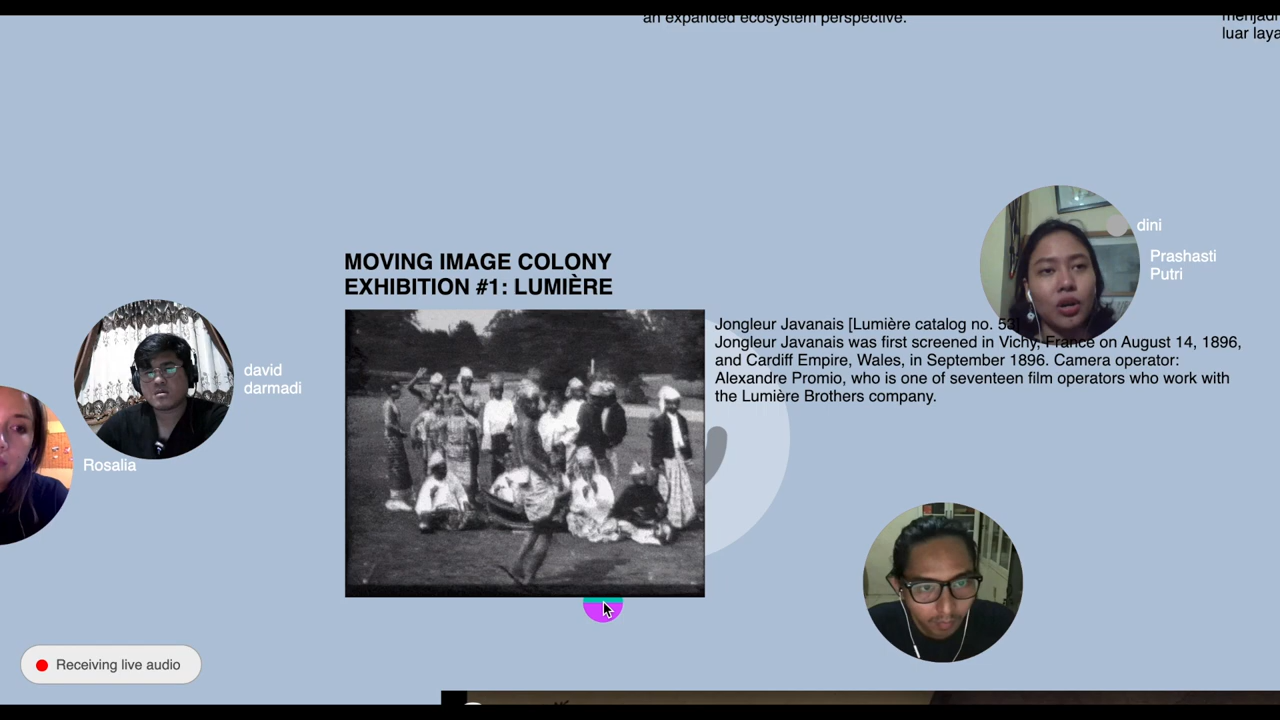 an expanded ecosystem perspective.
menjadi
luar laya
dini
Prashasti
Putri
MOVING IMAGE COLONY
EXHIBITION #1: LUMIÈRE
Jongleur Javanais [Lumière catalog no. 53]
Jongleur Javanais was first screened in Vichy, France on August 14, 1896,
and Cardiff Empire, Wales, in September 1896. Camera operator:
Alexandre Promio, who is one of seventeen film operators who work with
the Lumière Brothers company.
david
darmadi
Rosalia
Receiving live audio